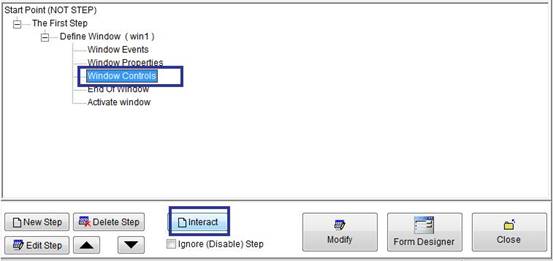 Start Point (NOT STEP)
The First Step
Define Window ( win1 )
Window Events
Window Properties
Window Controls
End Of Window
Activate window
New Step
Delete Step
Interact
Edit Step
Ignore (Disable) Step
Modify
Form Designer
Close